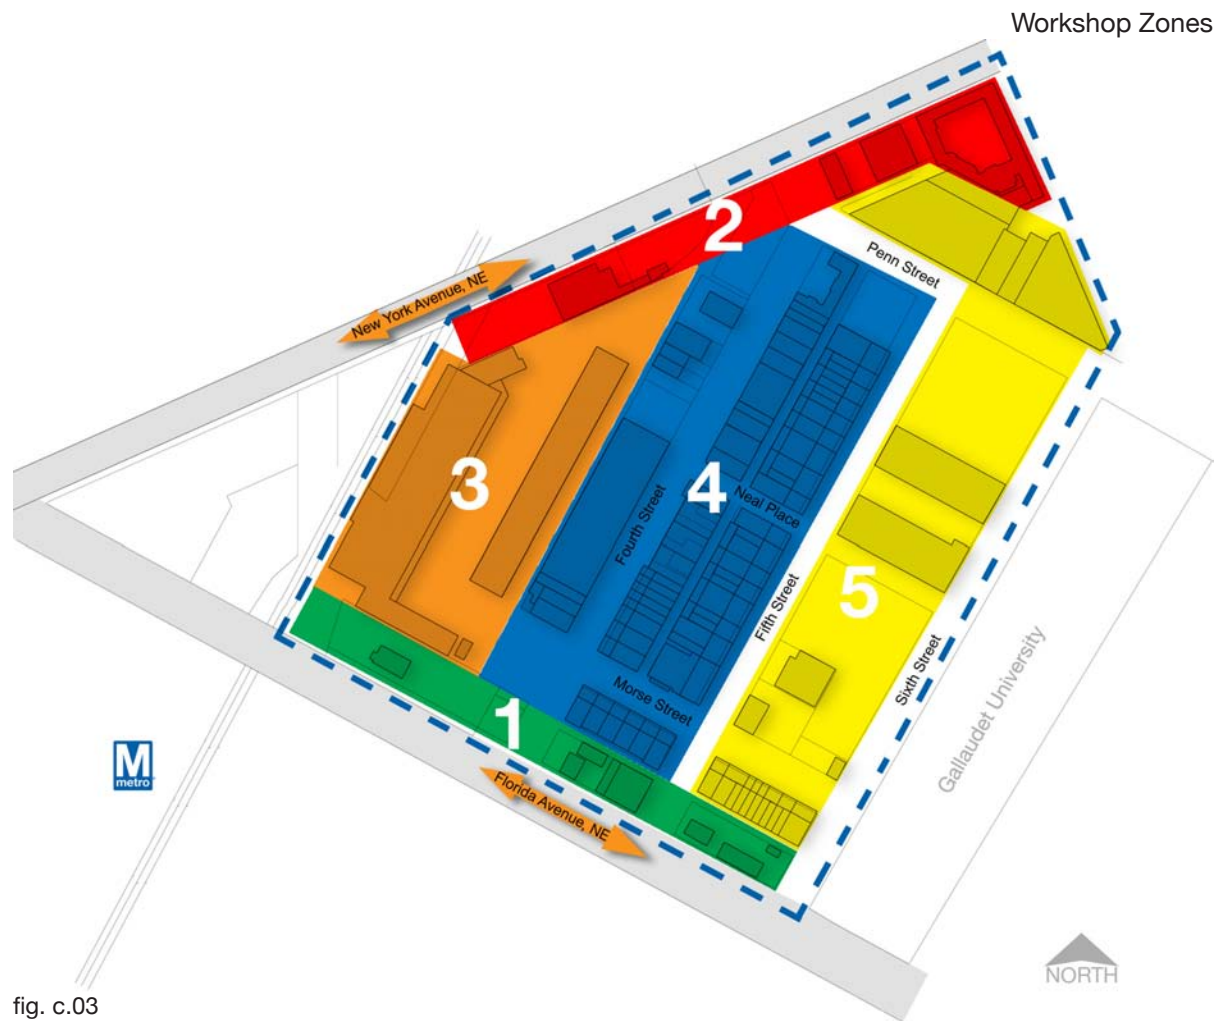 Workshop Zones
2
Penn Street
New York Avenue, NE
3
4
Neal Place
Fourth Street
5
Fifth Street
Sixth Street
Gallaudet University
Morse Street
1
M
metro
Florida Avenue, NE
NORTH
fig. c.03